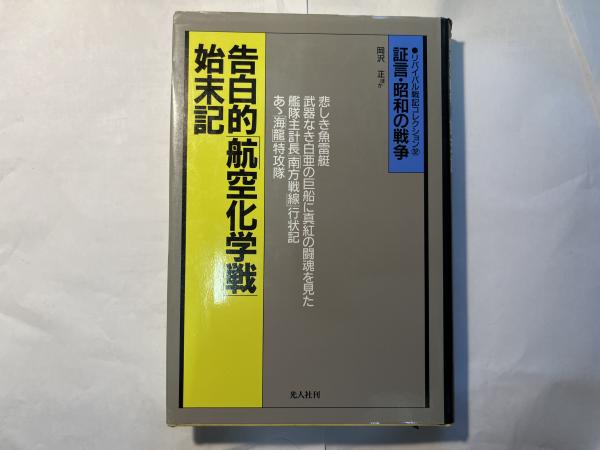 ●リバイバル戦記コレクション㉜
証言・昭和の戦争
岡沢 正ほか
悲しき魚雷艇
武器なき白亜の巨船に真紅の闘魂を見た
艦隊主計長「南方戦線」行状記
あゝ「海龍」特攻隊
告白的「航空化学戦」
始末記
光人社刊